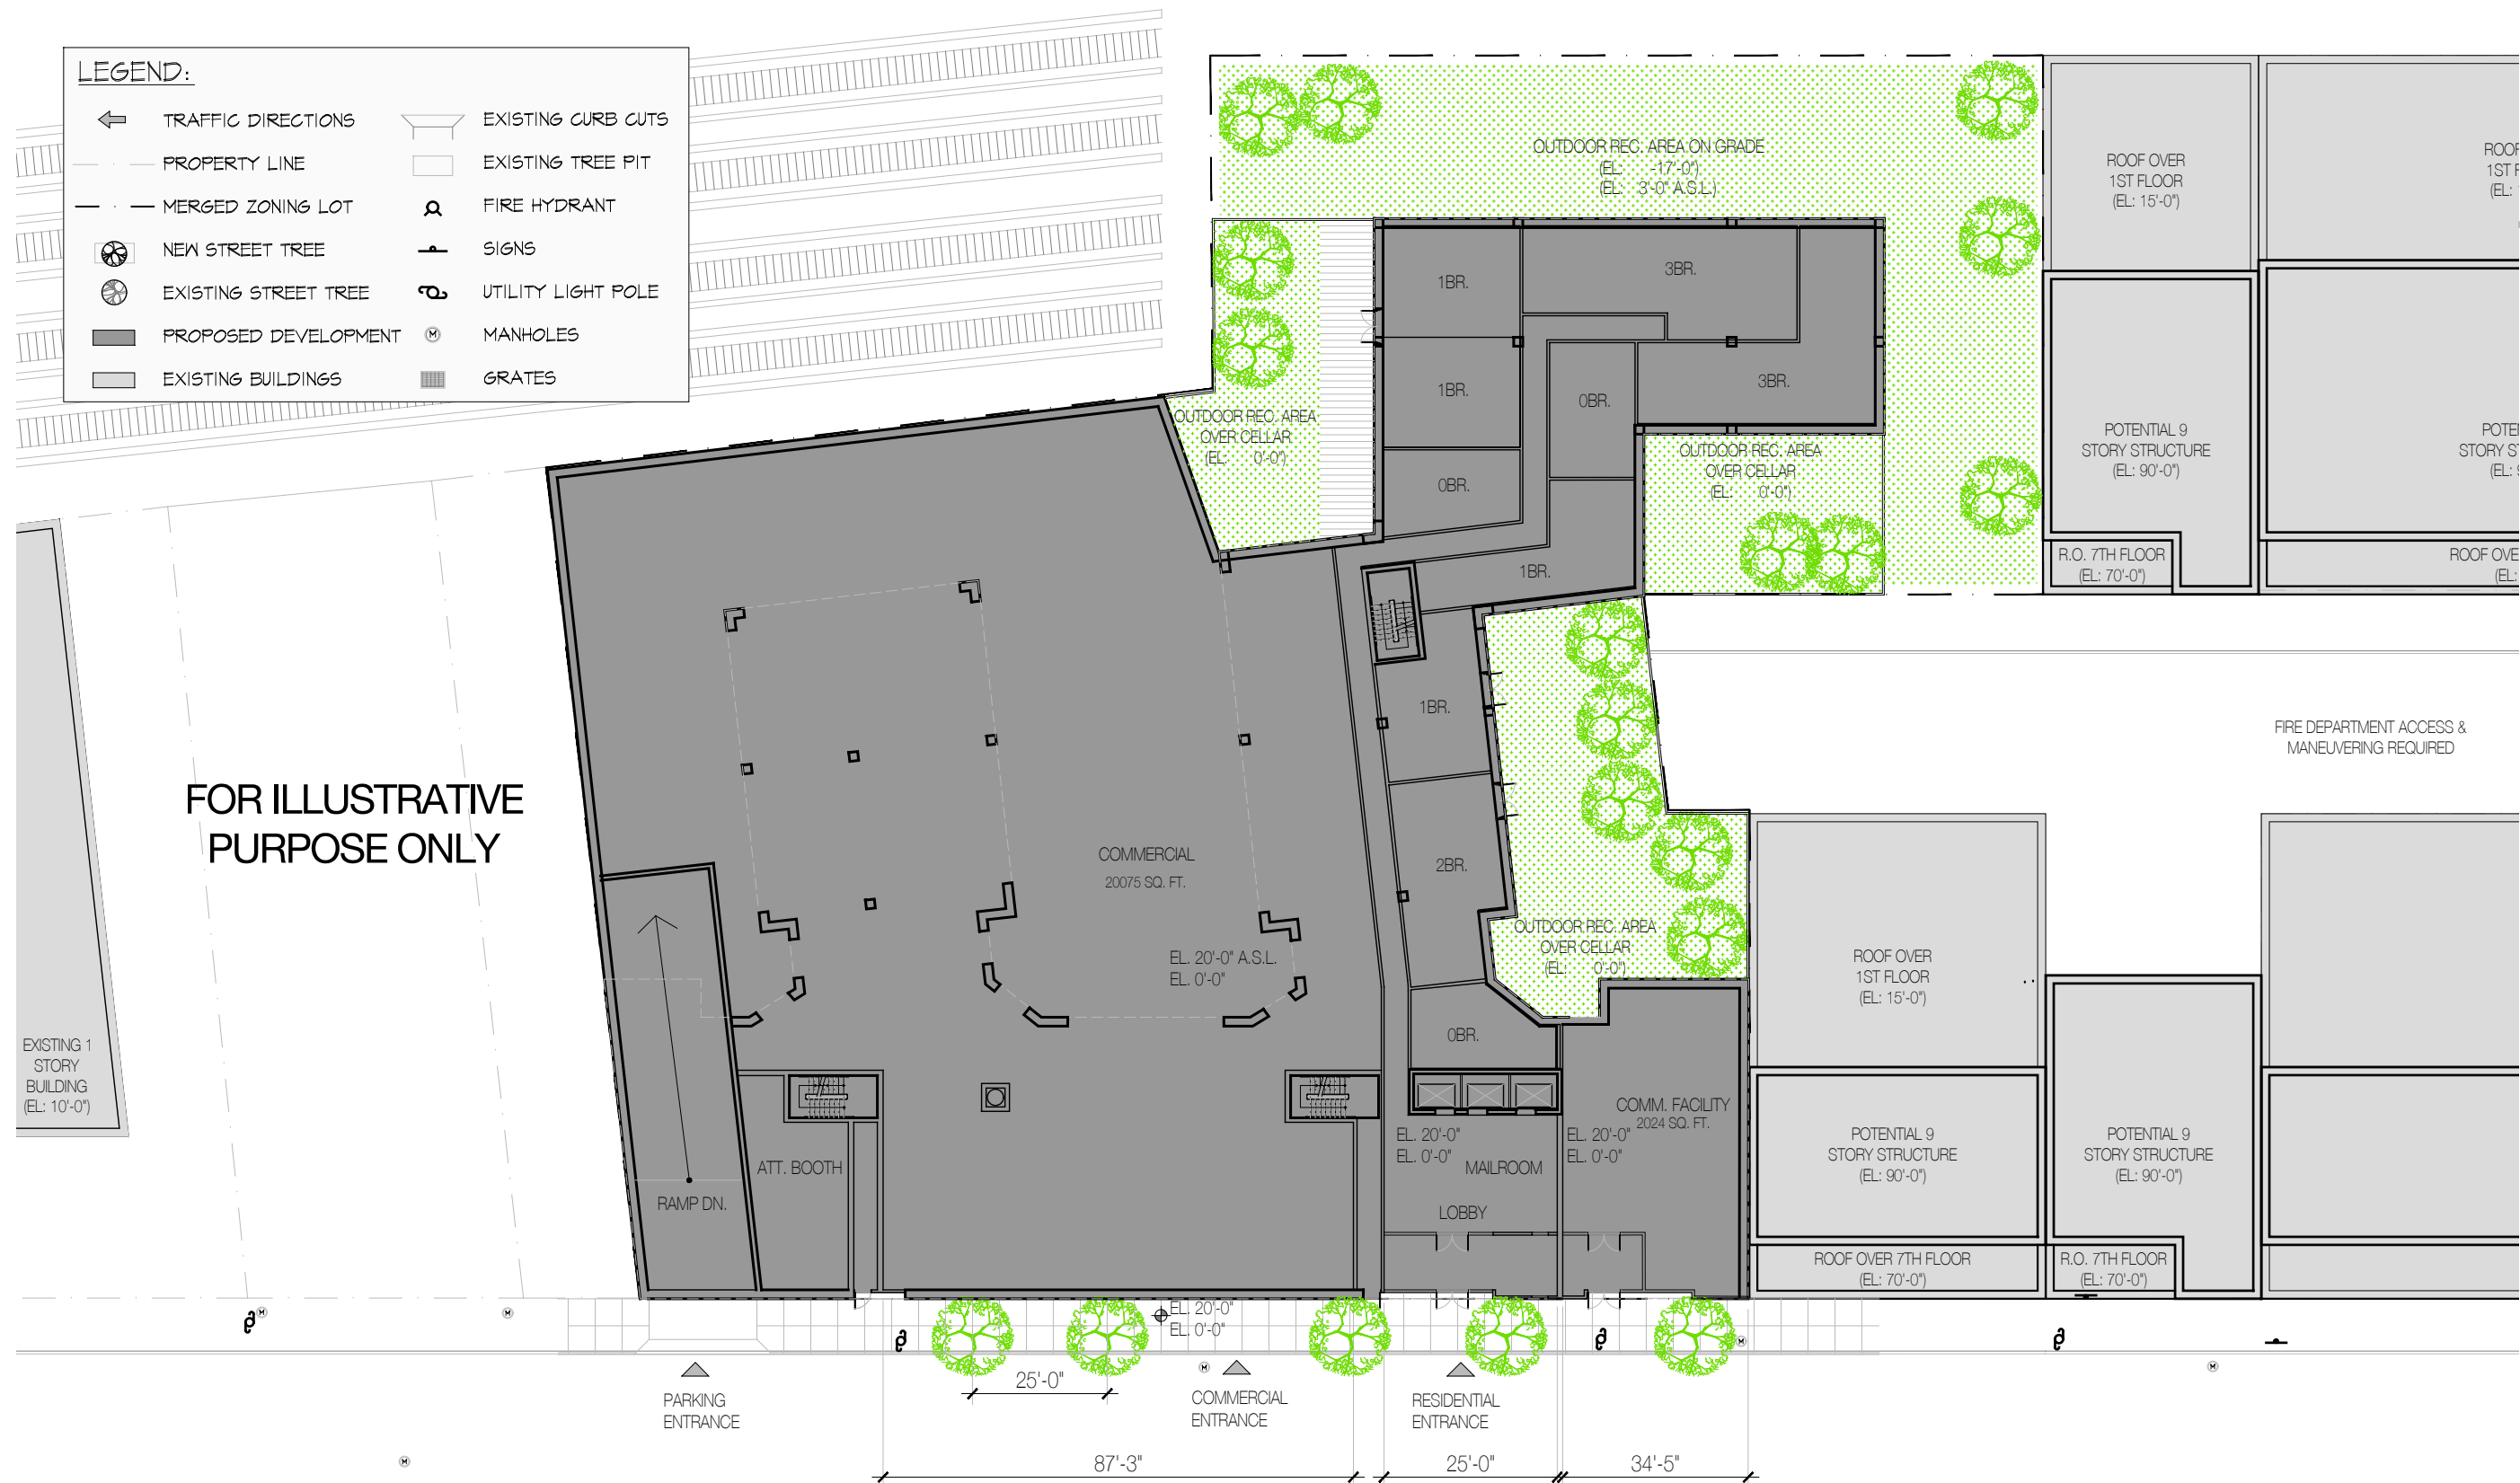 LEGEND:
TRAFFIC DIRECTIONS
PROPERTY LINE
MERGED ZONING LOT
NEW STREET TREE
EXISTING STREET TREE
PROPOSED DEVELOPMENT
EXISTING BUILDINGS
EXISTING CURB CUTS
EXISTING TREE PIT
FIRE HYDRANT
SIGNS
UTILITY LIGHT POLE
M
MANHOLES
GRATES
OUTDOOR REC. AREA ON GRADE
(EL: -17'-0")
(EL: 3'-0" A.S.L.)
ROOF OVER
1ST FLOOR
(EL: 15'-0")
ROOF
1ST F
(EL:
1BR.
3BR.
1BR.
3BR.
0BR.
0BR.
OUTDOOR REC. AREA
OVER CELLAR
(EL: 0'-0")
OUTDOOR REC. AREA
OVER CELLAR
(EL: 0'-0")
POTENTIAL 9
STORY STRUCTURE
(EL: 90'-0")
POTE
STORY S
(EL:
R.O. 7TH FLOOR
(EL: 70'-0")
ROOF OVE
(EL:
1BR.
1BR.
2BR.
0BR.
FIRE DEPARTMENT ACCESS &
MANEUVERING REQUIRED
FOR ILLUSTRATIVE
PURPOSE ONLY
COMMERCIAL
20075 SQ. FT.
EL. 20'-0" A.S.L.
EL. 0'-0"
OUTDOOR REC. AREA
OVER CELLAR
(EL: 0'-0")
ROOF OVER
1ST FLOOR
(EL: 15'-0")
EXISTING 1
STORY
BUILDING
(EL: 10'-0")
COMM. FACILITY
2024 SQ. FT.
EL. 20'-0"
EL. 0'-0"
EL. 20'-0"
EL. 0'-0"
MAILROOM
LOBBY
ATT. BOOTH
RAMP DN.
POTENTIAL 9
STORY STRUCTURE
(EL: 90'-0")
POTENTIAL 9
STORY STRUCTURE
(EL: 90'-0")
ROOF OVER 7TH FLOOR
(EL: 70'-0")
R.O. 7TH FLOOR
(EL: 70'-0")
EL. 20'-0"
EL. 0'-0"
M
M
M
M
M
M
25'-0"
PARKING
ENTRANCE
COMMERCIAL
ENTRANCE
RESIDENTIAL
ENTRANCE
87'-3"
25'-0"
34'-5"